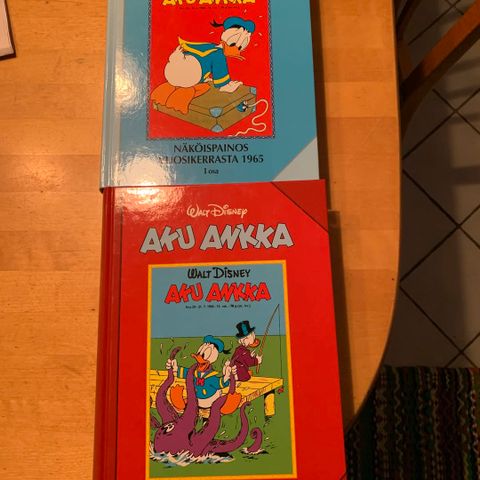 AKU ANKKA
NÄKÖISPAINOS
VUOSIKERRASTA 1965
I osa
WALT DISNEY
AKU ANKKA
WALT DISNEY
AKU ANKKA